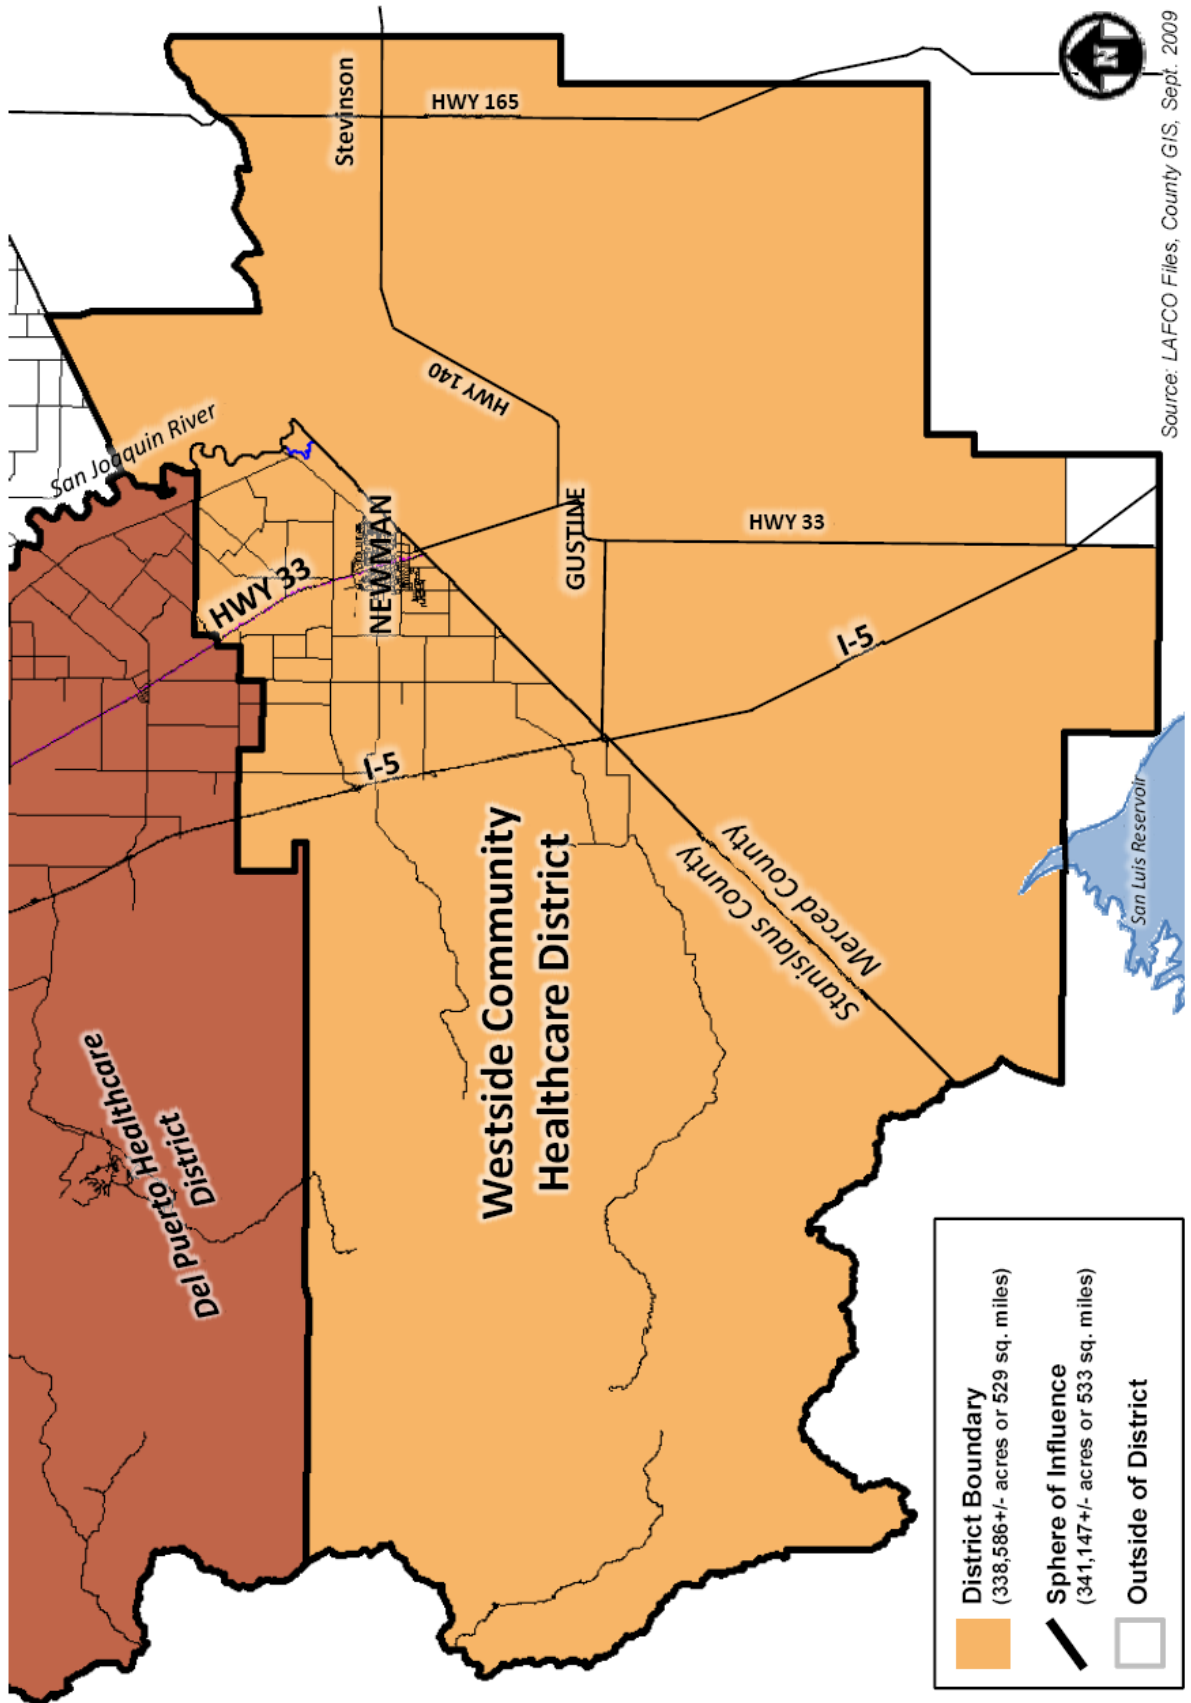 Stevinson
HWY 165
San Joaquin River
HWY 140
HWY 33
NEWMAN
GUSTINE
HWY 33
I-5
I-5
Del Puerto Healthcare
District
Westside Community
Healthcare District
Stanislaus County
Merced County
San Luis Reservoir
N
District Boundary
(338,586+/- acres or 529 sq. miles)
Sphere of Influence
(341,147+/- acres or 533 sq. miles)
Outside of District
Source: LAFCO Files, County GIS, Sept. 2009